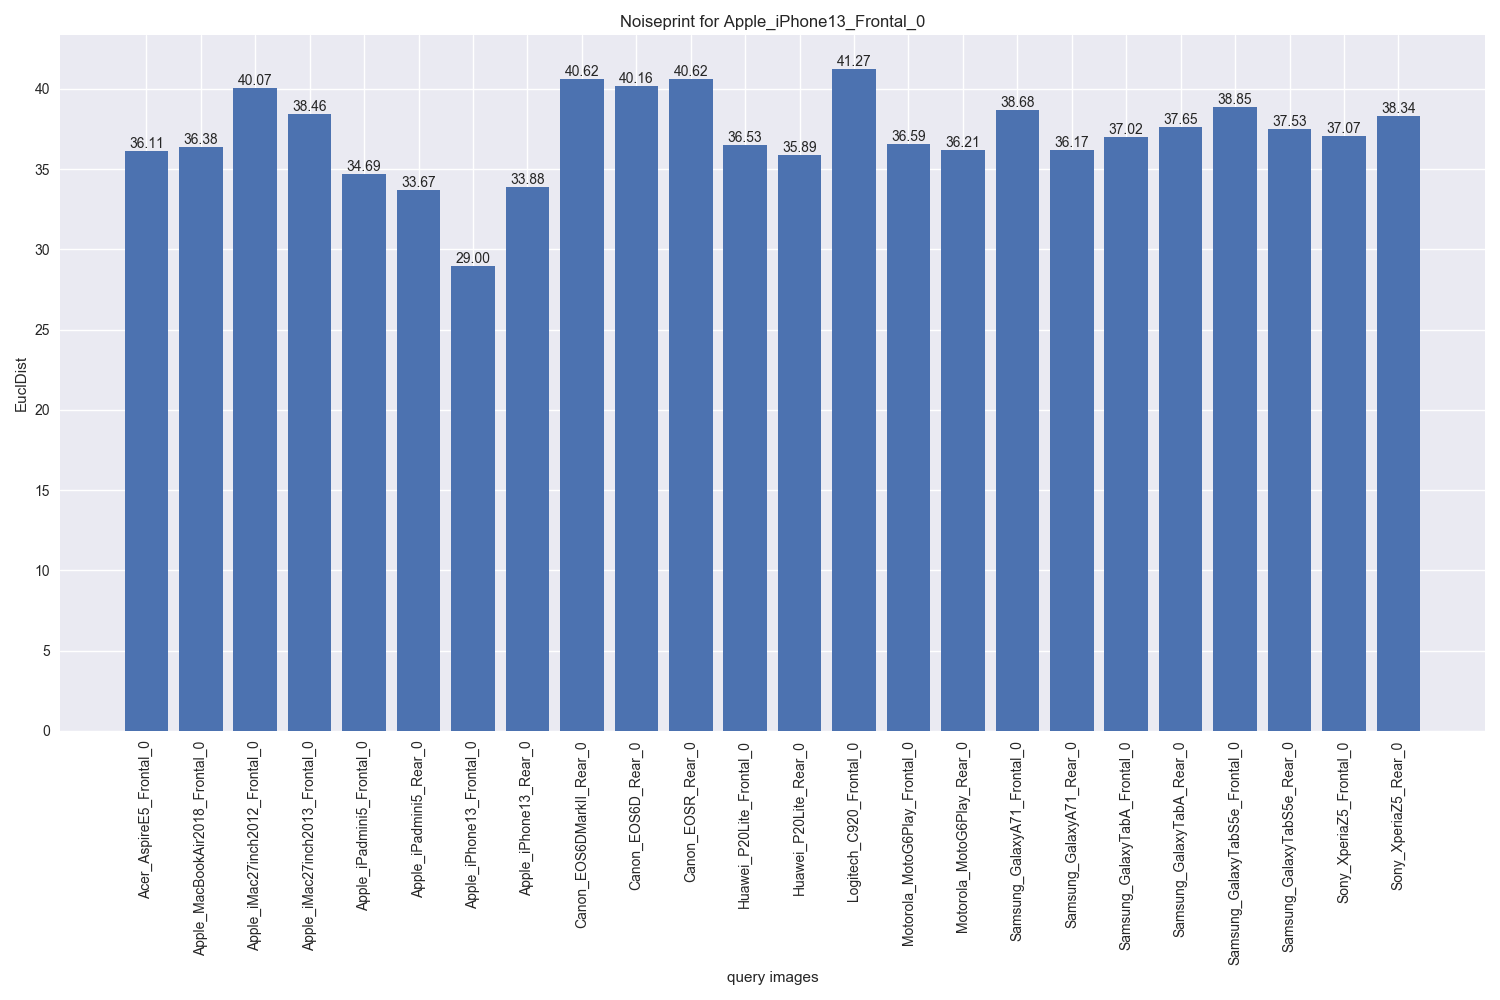 Noiseprint for Apple_iPhone13_Frontal_0
EuclDist
40
35
30
25
20
15
10
5
0
36.11
36.38
40.07
38.46
34.69
33.67
29.00
33.88
40.62
40.16
40.62
36.53
35.89
41.27
36.59
36.21
38.68
36.17
37.02
37.65
38.85
37.53
37.07
38.34
Acer_AspireE5_Frontal_0
Apple_MacBookAir2018_Frontal_0
Apple_iMac27inch2012_Frontal_0
Apple_iMac27inch2013_Frontal_0
Apple_iPadmini5_Frontal_0
Apple_iPadmini5_Rear_0
Apple_iPhone13_Frontal_0
Apple_iPhone13_Rear_0
Canon_EOS6DMarkII_Rear_0
Canon_EOS6D_Rear_0
Canon_EOSR_Rear_0
Huawei_P20Lite_Frontal_0
Huawei_P20Lite_Rear_0
Logitech_C920_Frontal_0
Motorola_MotoG6Play_Frontal_0
Motorola_MotoG6Play_Rear_0
Samsung_GalaxyA71_Frontal_0
Samsung_GalaxyA71_Rear_0
Samsung_GalaxyTabA_Frontal_0
Samsung_GalaxyTabA_Rear_0
Samsung_GalaxyTabS5e_Frontal_0
Samsung_GalaxyTabS5e_Rear_0
Sony_XperiaZ5_Frontal_0
Sony_XperiaZ5_Rear_0
query images